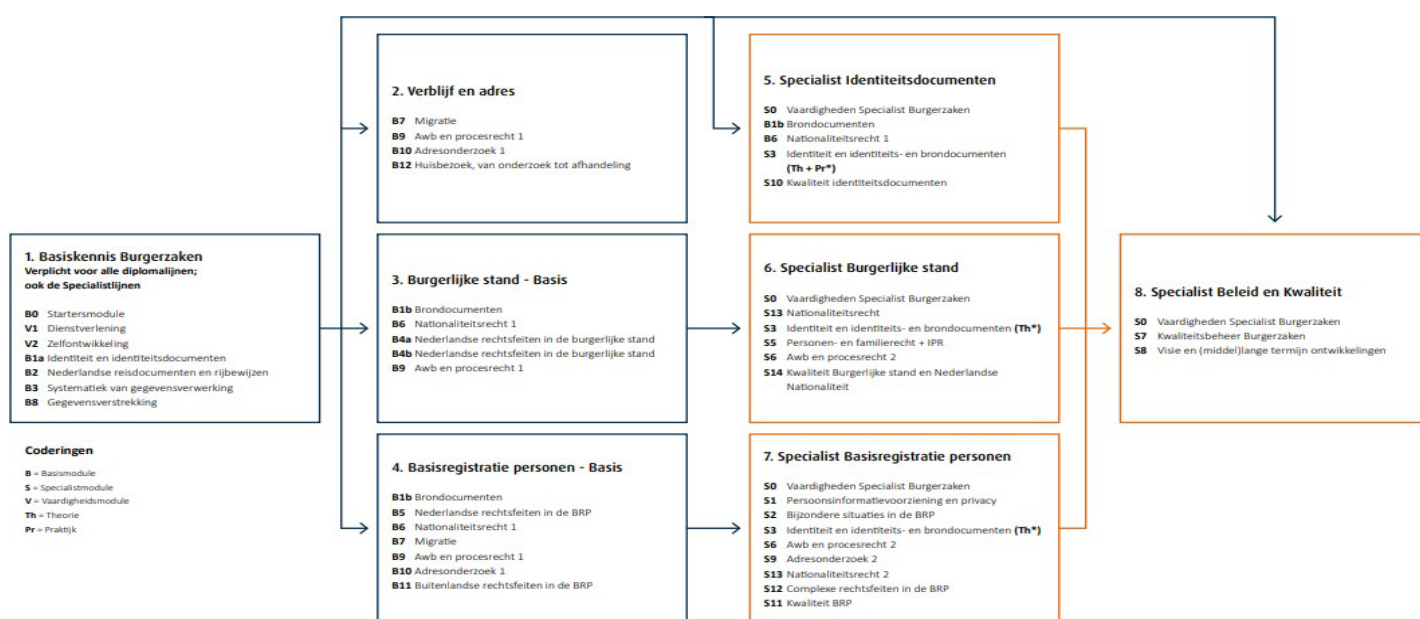 1. Basiskennis Burgerzaken
Verplicht voor alle diplomalijnen;
ook de Specialistlijnen
B0 Startersmodule
V1 Dienstverlening
V2 Zelfontwikkeling
B1a Identiteit en identiteitsdocumenten
B2 Nederlandse reisdocumenten en rijbewijzen
B3 Systematiek van gegevensverwerking
B8 Gegevensverstrekking
Coderingen
B = Basismodule
S = Specialistmodule
V = Vaardigheidsmodule
Th = Theorie
Pr = Praktijk
2. Verblijf en adres
B7 Migratie
B9 Awb en procesrecht 1
B10 Adresonderzoek 1
B12 Huisbezoek, van onderzoek tot afhandeling
3. Burgerlijke stand - Basis
B1b Brondocumenten
B6 Nationaliteitsrecht 1
B4a Nederlandse rechtsfeiten in de burgerlijke stand
B4b Nederlandse rechtsfeiten in de burgerlijke stand
B9 Awb en procesrecht 1
4. Basisregistratie personen - Basis
B1b Brondocumenten
B5 Nederlandse rechtsfeiten in de BRP
B6 Nationaliteitsrecht 1
B7 Migratie
B9 Awb en procesrecht 1
B10 Adresonderzoek 1
B11 Buitenlandse rechtsfeiten in de BRP
5. Specialist Identiteitsdocumenten
S0 Vaardigheden Specialist Burgerzaken
B1b Brondocumenten
B6 Nationaliteitsrecht 1
S3 Identiteit en identiteits- en brondocumenten
(Th + Pr*)
S10 Kwaliteit identiteitsdocumenten
6. Specialist Burgerlijke stand
S0 Vaardigheden Specialist Burgerzaken
S13 Nationaliteitsrecht
S3 Identiteit en identiteits- en brondocumenten (Th*)
S5 Personen- en familierecht + IPR
S6 Awb en procesrecht 2
S14 Kwaliteit Burgerlijke stand en Nederlandse
Nationaliteit
7. Specialist Basisregistratie personen
S0 Vaardigheden Specialist Burgerzaken
S1 Persoonsinformatievoorziening en privacy
S2 Bijzondere situaties in de BRP
S3 Identiteit en identiteits- en brondocumenten (Th*)
S6 Awb en procesrecht 2
S9 Adresonderzoek 2
S13 Nationaliteitsrecht 2
S12 Complexe rechtsfeiten in de BRP
S11 Kwaliteit BRP
8. Specialist Beleid en Kwaliteit
S0 Vaardigheden Specialist Burgerzaken
S7 Kwaliteitsbeheer Burgerzaken
S8 Visie en (middel)lange termijn ontwikkelingen